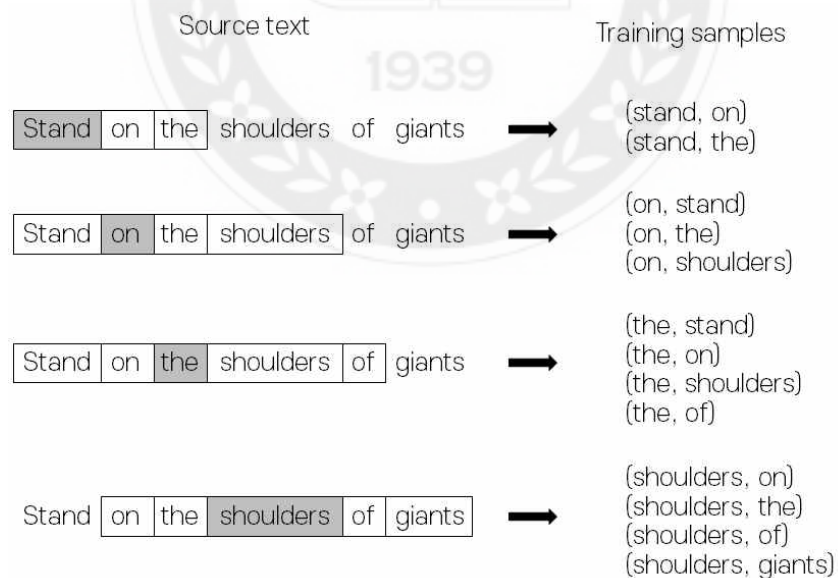 Source text
Training samples
1939
Stand on the shoulders of giants
(stand, on)
(stand, the)
Stand on the shoulders of giants
(on, stand)
(on, the)
(on, shoulders)
Stand on the shoulders of giants
(the, stand)
(the, on)
(the, shoulders)
(the, of)
Stand on the shoulders of giants
(shoulders, on)
(shoulders, the)
(shoulders, of)
(shoulders, giants)